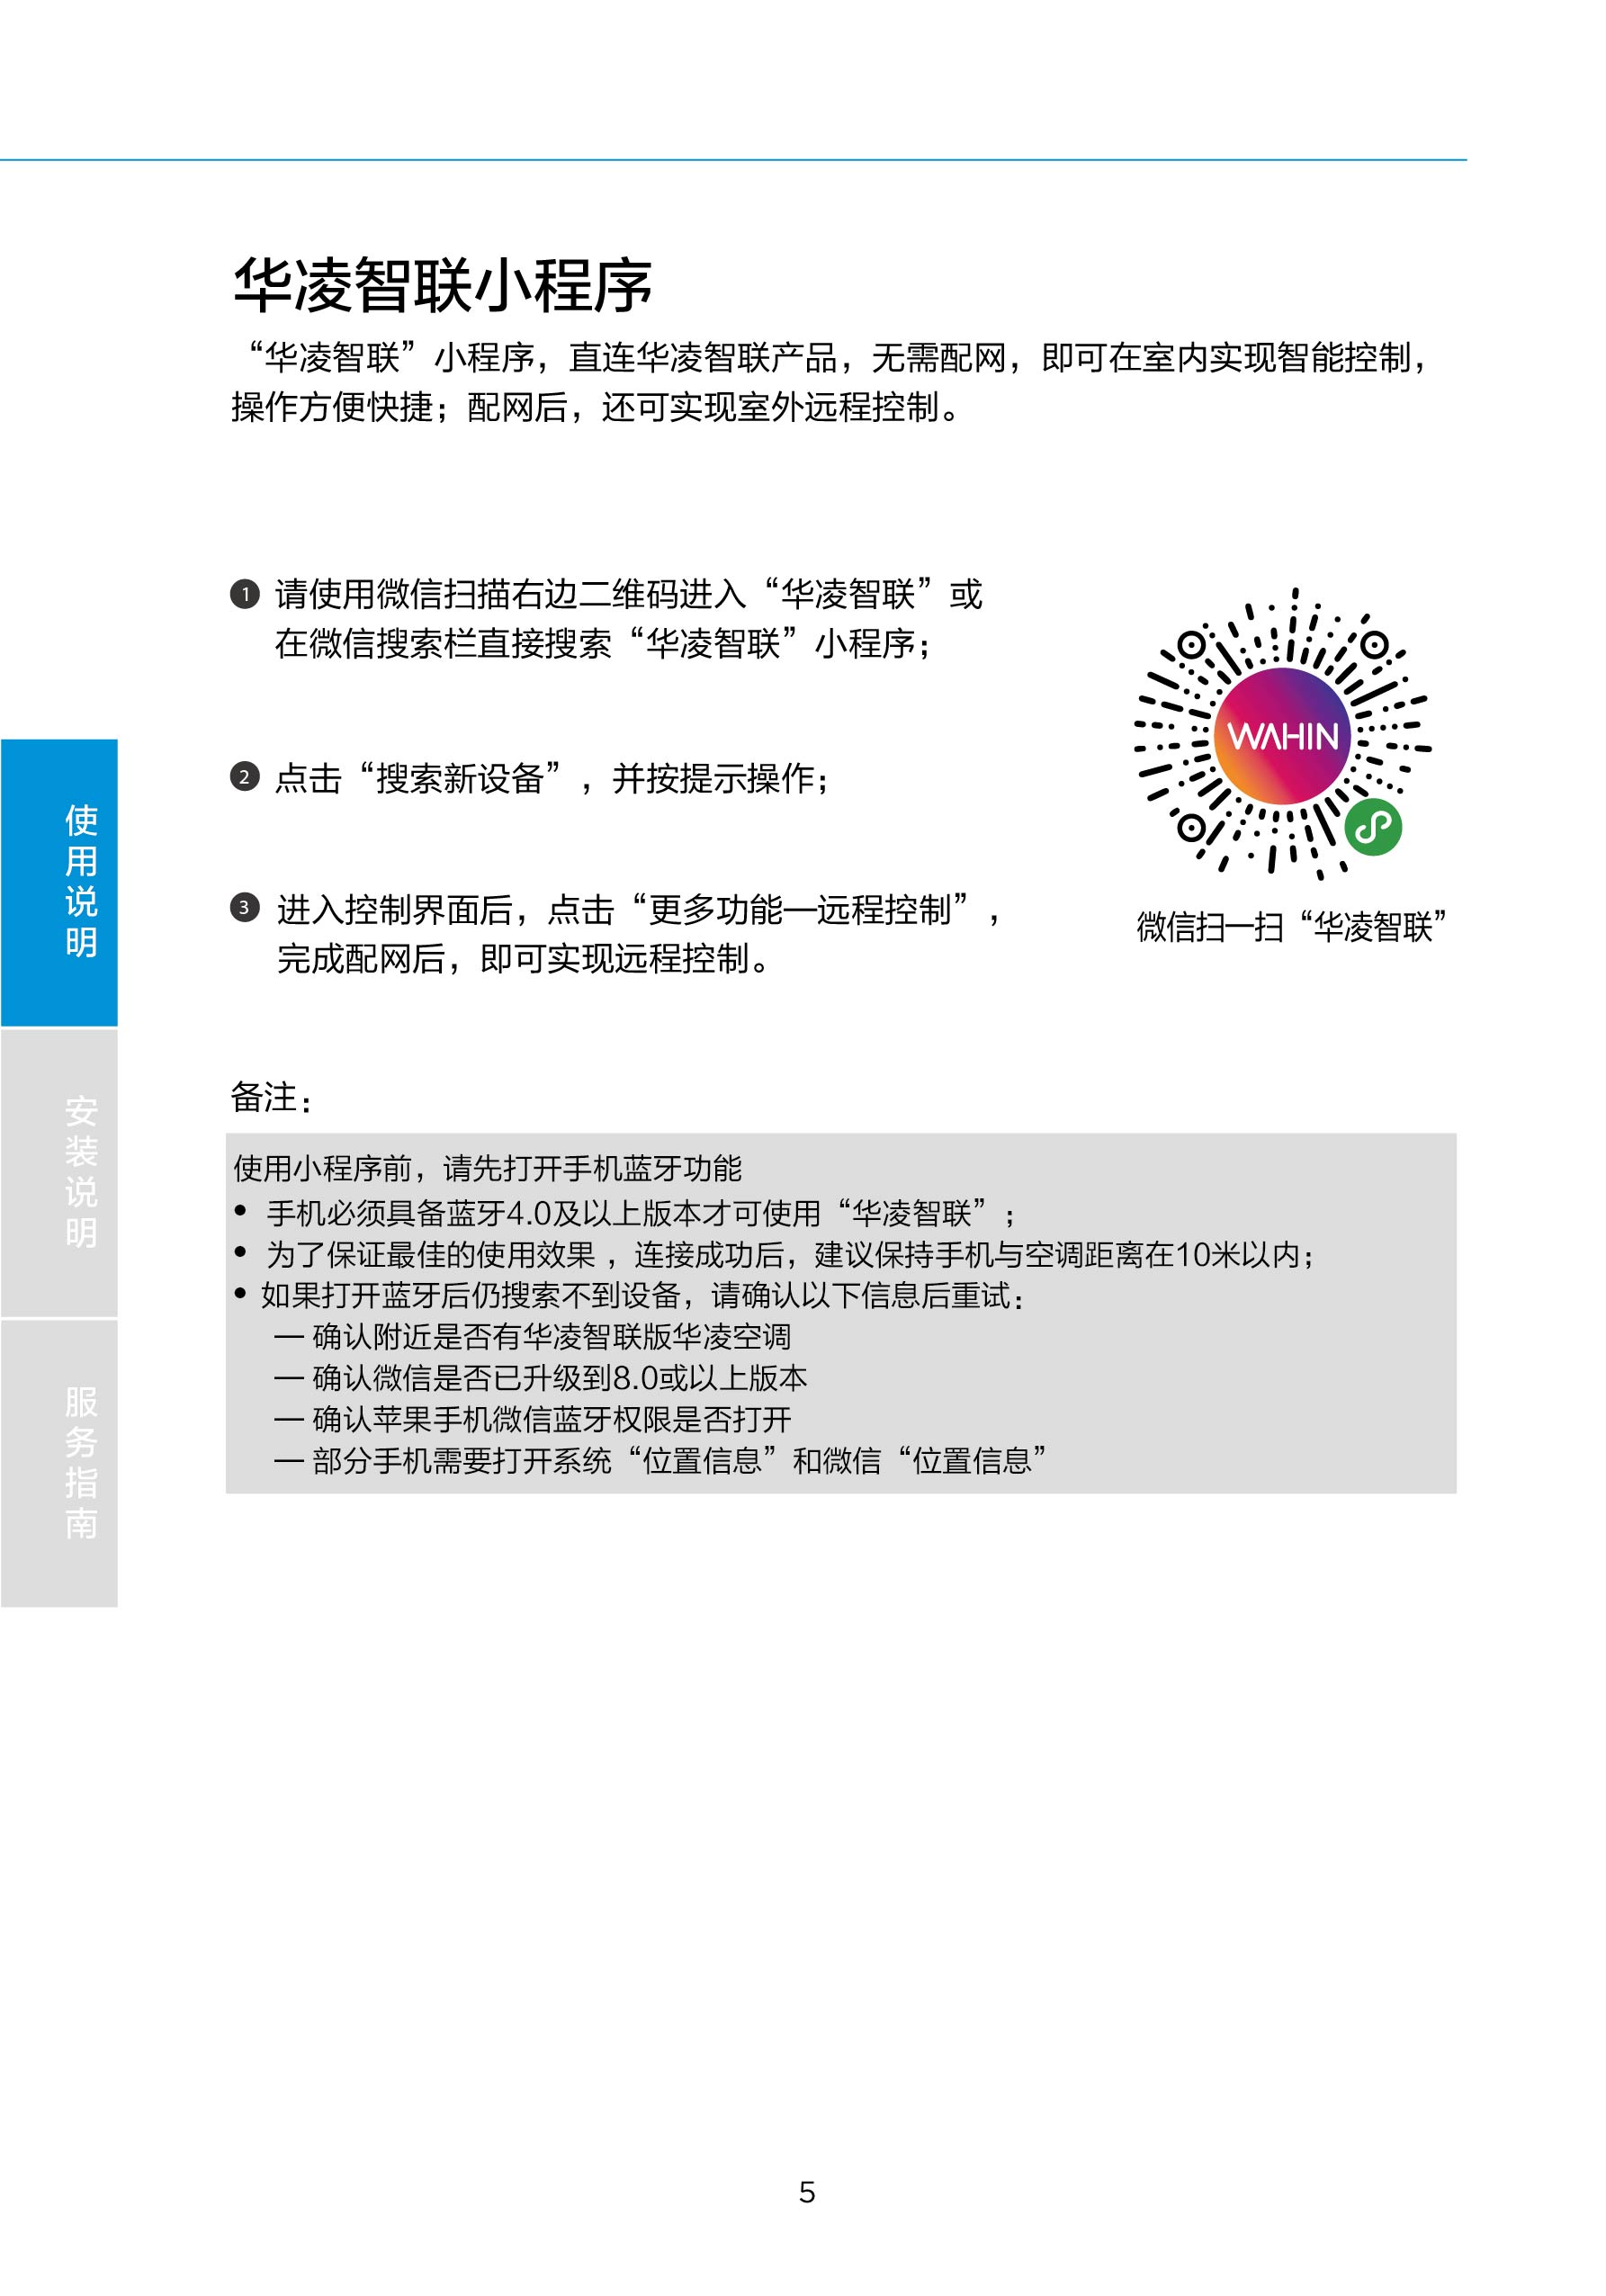 华凌智联小程序
“华凌智联”小程序，直连华凌智联产品，无需配网，即可在室内实现智能控制，
操作方便快捷；配网后，还可实现室外远程控制。
1 请使用微信扫描右边二维码进入“华凌智联”或
在微信搜索栏直接搜索“华凌智联”小程序；
2 点击“搜索新设备”，并按提示操作；
3 进入控制界面后，点击“更多功能—远程控制”，
完成配网后，即可实现远程控制。
WAHIN
微信扫一扫“华凌智联”
使用说明
安装说明
服务指南
备注：
使用小程序前，请先打开手机蓝牙功能
• 手机必须具备蓝牙4.0及以上版本才可使用“华凌智联”；
• 为了保证最佳的使用效果，连接成功后，建议保持手机与空调距离在10米以内；
• 如果打开蓝牙后仍搜索不到设备，请确认以下信息后重试：
— 确认附近是否有华凌智联版华凌空调
— 确认微信是否已升级到8.0或以上版本
— 确认苹果手机微信蓝牙权限是否打开
— 部分手机需要打开系统“位置信息”和微信“位置信息”
5